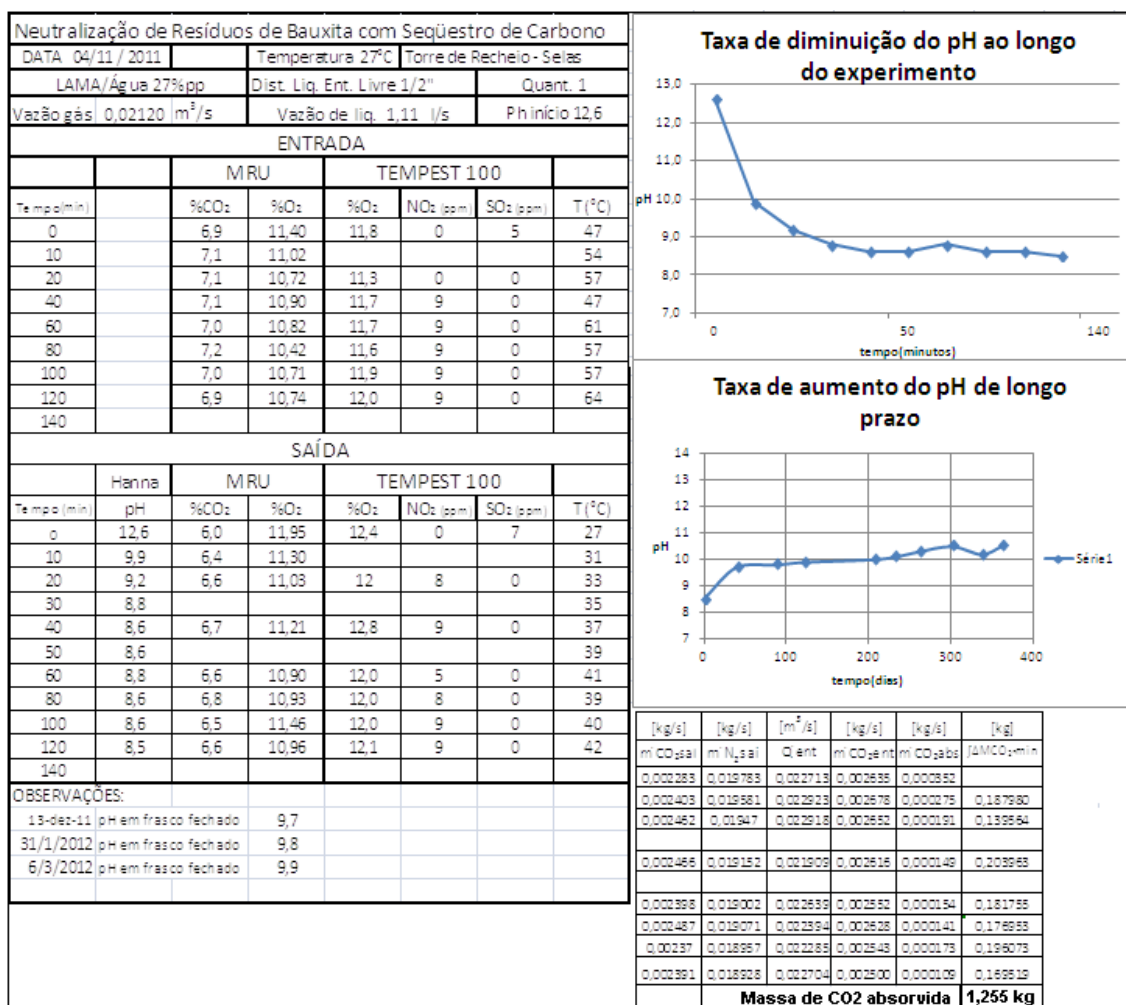 Neutralização de Resíduos de Bauxita com Seqüestro de Carbono
DATA 04/11 / 2011 Temperatura 27°C Torre de Recheio - Selas
LAMA/Água 27%pp Dist. Liq. Ent. Livre 1/2" Quant. 1
Vazão gás 0,02120 m³/s Vazão de liq. 1,11 l/s Ph início 12,6
ENTRADA
MRU TEMPEST 100
Tempo(min) %CO₂ %O₂ %O₂ NO₂ (ppm) SO₂ (ppm) T(°C)
0 6,9 11,40 11,8 0 5 47
10 7,1 11,02 54
20 7,1 10,72 11,3 0 0 57
40 7,1 10,90 11,7 9 0 47
60 7,0 10,82 11,7 9 0 61
80 7,2 10,42 11,6 9 0 57
100 7,0 10,71 11,9 9 0 57
120 6,9 10,74 12,0 9 0 64
140
SAÍDA
Hanna MRU TEMPEST 100
Tempo (min) pH %CO₂ %O₂ %O₂ NO₂ (ppm) SO₂ (ppm) T(°C)
0 12,6 6,0 11,95 12,4 0 7 27
10 9,9 6,4 11,30 31
20 9,2 6,6 11,03 12 8 0 33
30 8,8 35
40 8,6 6,7 11,21 12,8 9 0 37
50 8,6 39
60 8,8 6,6 10,90 12,0 5 0 41
80 8,6 6,8 10,93 12,0 8 0 39
100 8,6 6,5 11,46 12,0 9 0 40
120 8,5 6,6 10,96 12,1 9 0 42
140
OBSERVAÇÕES:
13-dez-11 pH em frasco fechado 9,7
31/1/2012 pH em frasco fechado 9,8
6/3/2012 pH em frasco fechado 9,9
Taxa de diminuição do pH ao longo
do experimento
13,0
12,0
11,0
pH 10,0
9,0
8,0
7,0
0 50 140
tempo(minutos)
Taxa de aumento do pH de longo
prazo
14
13
12
11
pH
10
9
8
7
0 100 200 300 400
tempo(dias)
Série1
[kg/s] [kg/s] [m³/s] [kg/s] [kg/s] [kg]
m˙CO₂sai m˙N₂sai Q˙ent m˙CO₂ent m˙CO₂abs ∫ΔMCO₂·min
0,002283 0,019783 0,022713 0,002635 0,000352
0,002403 0,019581 0,022923 0,002678 0,000275 0,187980
0,002462 0,01947 0,022918 0,002652 0,000191 0,139564
0,002466 0,019152 0,021909 0,002616 0,000149 0,203963
0,002398 0,019002 0,022639 0,002552 0,000154 0,181755
0,002487 0,019071 0,022394 0,002628 0,000141 0,176953
0,00237 0,018957 0,022285 0,002543 0,000173 0,196073
0,002391 0,018928 0,022704 0,002500 0,000109 0,169519
Massa de CO2 absorvida 1,255 kg